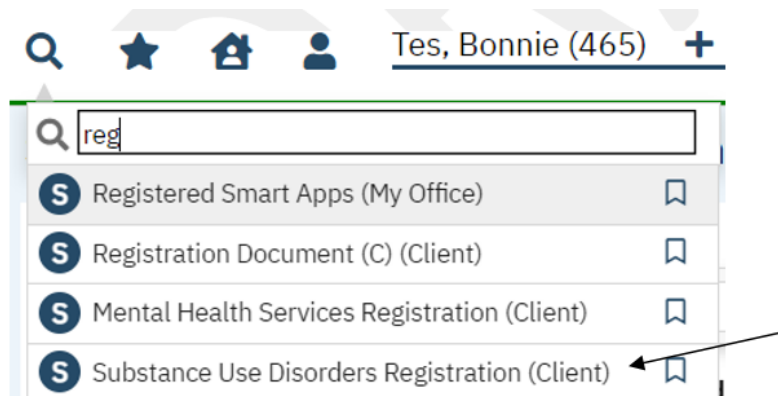 Tes, Bonnie (465) +
reg
S Registered Smart Apps (My Office)
S Registration Document (C) (Client)
S Mental Health Services Registration (Client)
S Substance Use Disorders Registration (Client)